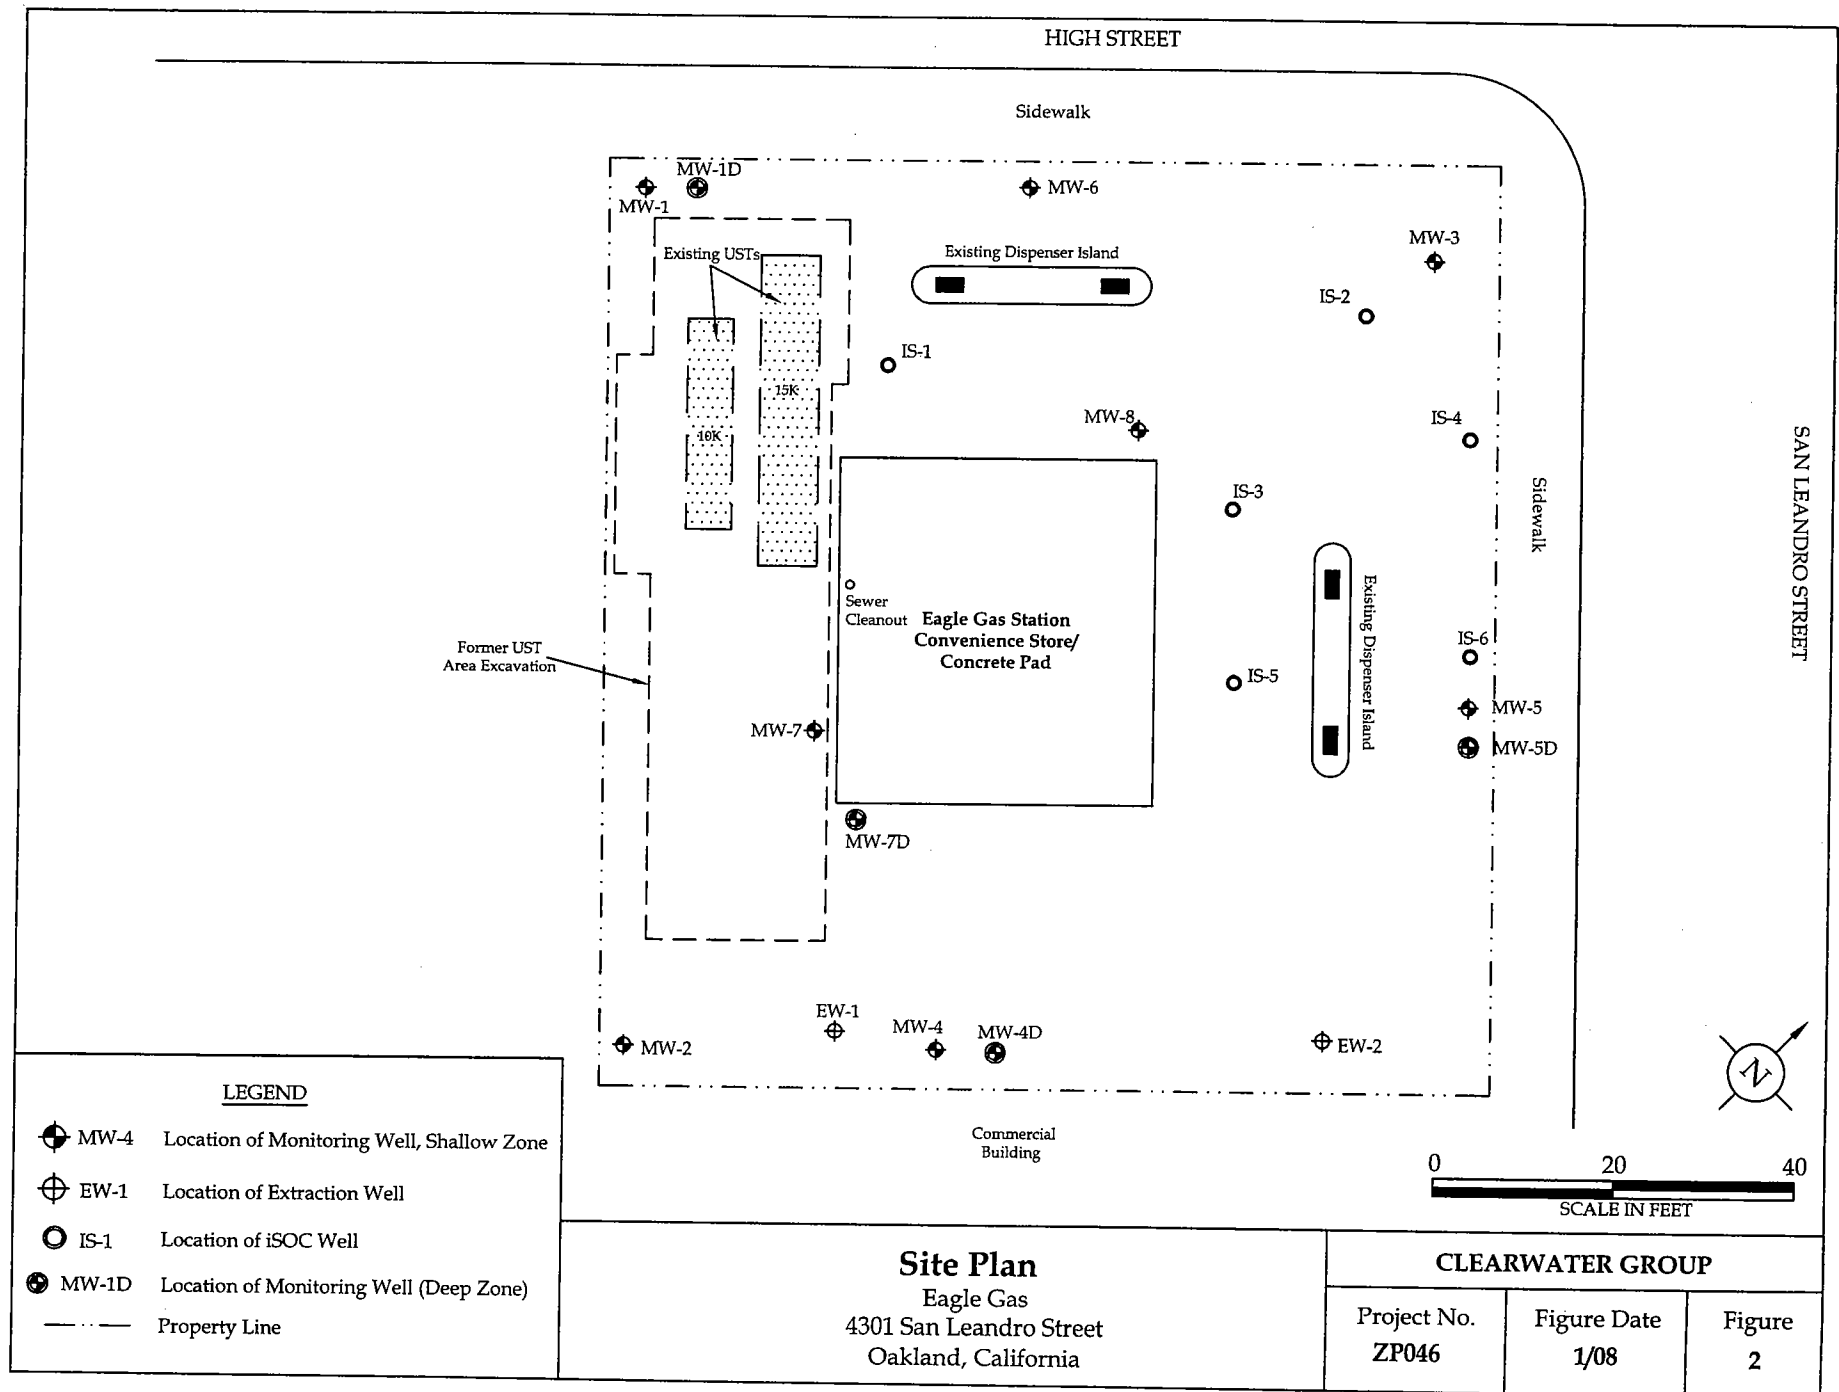 HIGH STREET
Sidewalk
MW-1D
MW-1
MW-6
MW-3
Existing USTs
Existing Dispenser Island
IS-2
IS-1
15K
10K
MW-8
IS-4
IS-3
Sidewalk
SAN LEANDRO STREET
Sewer
Cleanout
Eagle Gas Station
Convenience Store/
Concrete Pad
Existing Dispenser Island
Former UST
Area Excavation
IS-6
IS-5
MW-5
MW-5D
MW-7
MW-7D
EW-1
MW-4
MW-4D
MW-2
EW-2
N
Commercial
Building
0 20 40
SCALE IN FEET
LEGEND
MW-4 Location of Monitoring Well, Shallow Zone
EW-1 Location of Extraction Well
IS-1 Location of iSOC Well
MW-1D Location of Monitoring Well (Deep Zone)
Property Line
Site Plan
Eagle Gas
4301 San Leandro Street
Oakland, California
CLEARWATER GROUP
Project No.
ZP046
Figure Date
1/08
Figure
2